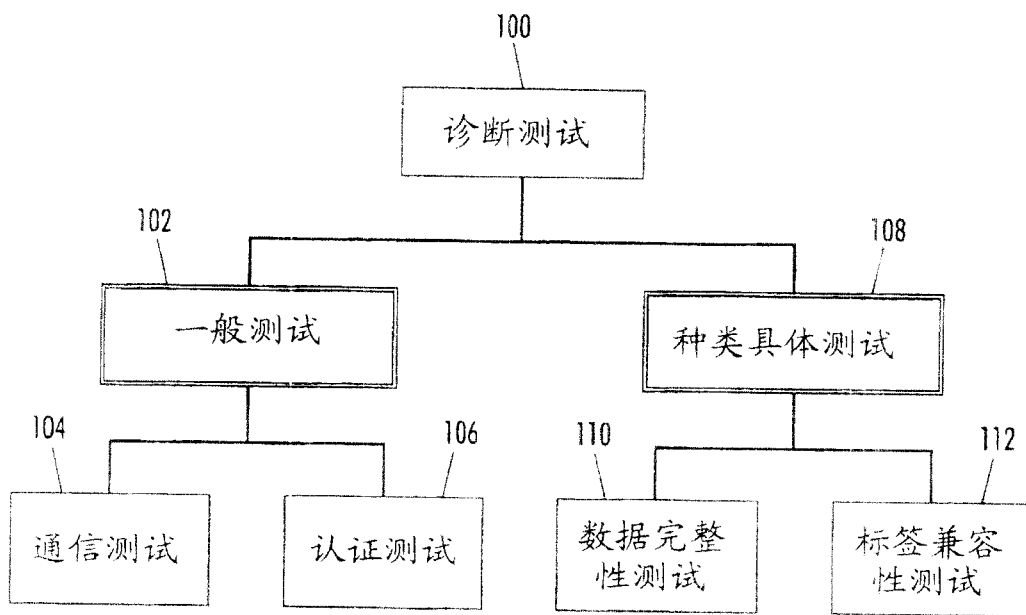 100
诊断测试
102
108
一般测试
种类具体测试
104
106
110
112
通信测试
认证测试
数据完整
性测试
标签兼容
性测试